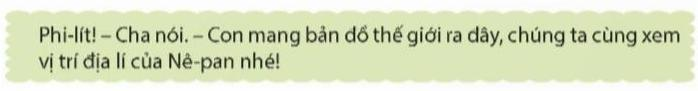 Phi-lít! – Cha nói. – Con mang bản đồ thế giới ra đây, chúng ta cùng xem
vị trí địa lí của Nê-pan nhé!